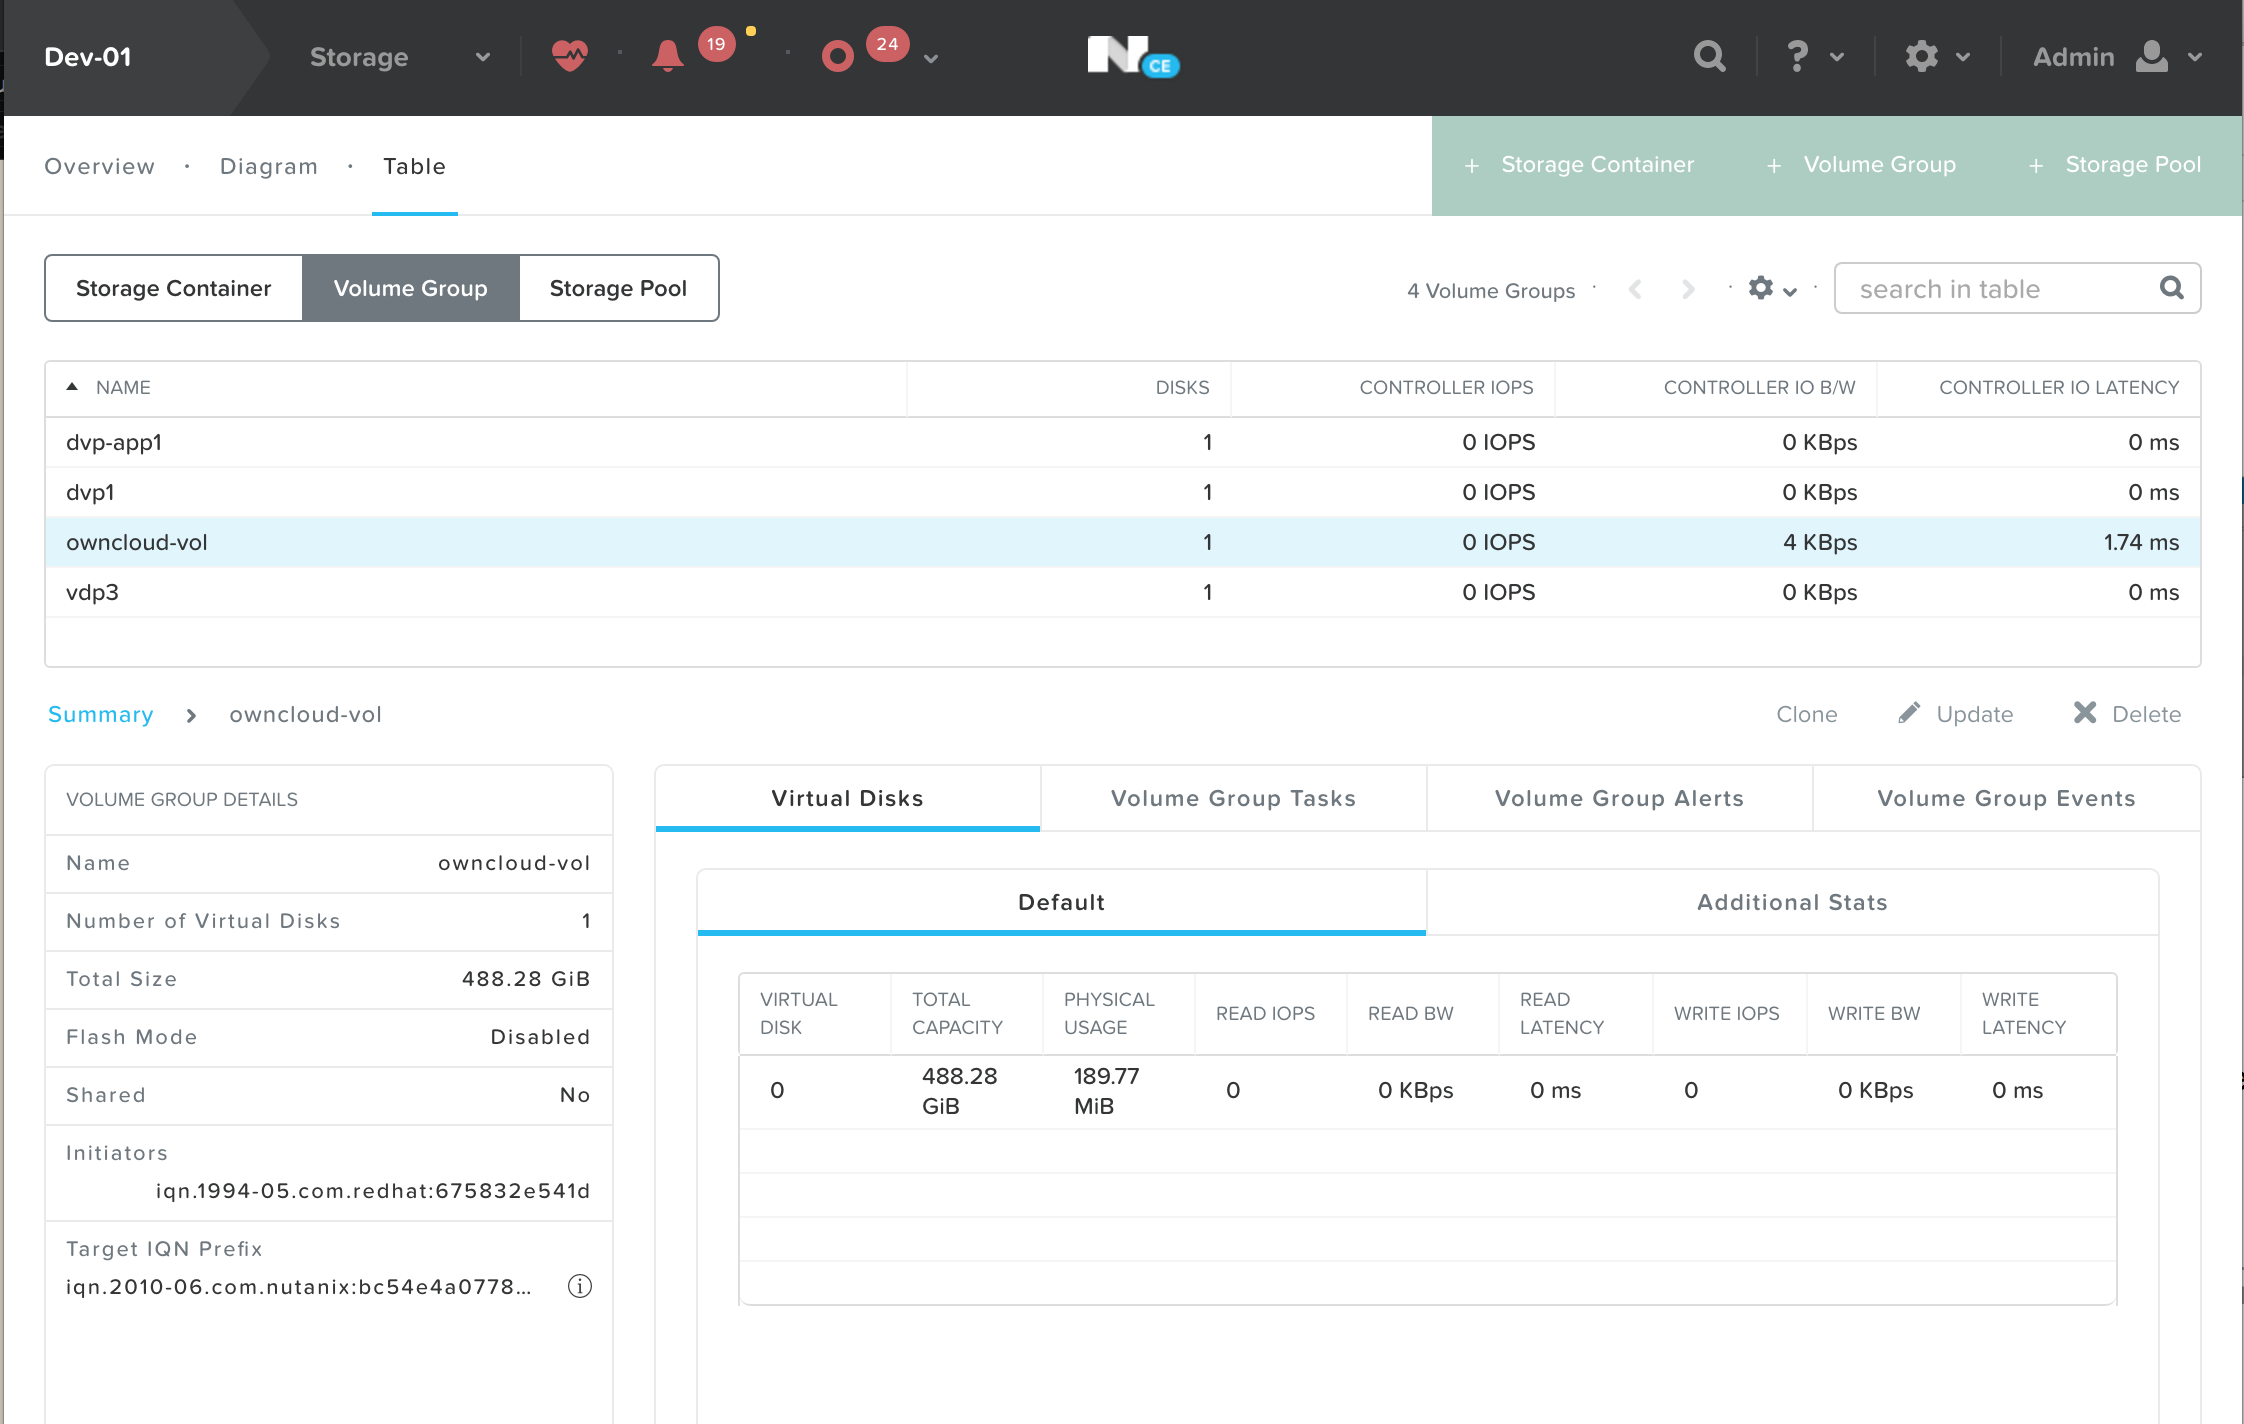 Dev-01 Storage 19 24 N CE ? Admin
Overview · Diagram · Table + Storage Container + Volume Group + Storage Pool
Storage Container Volume Group Storage Pool 4 Volume Groups · · · search in table
NAME DISKS CONTROLLER IOPS CONTROLLER IO B/W CONTROLLER IO LATENCY
dvp-app1 1 0 IOPS 0 KBps 0 ms
dvp1 1 0 IOPS 0 KBps 0 ms
owncloud-vol 1 0 IOPS 4 KBps 1.74 ms
vdp3 1 0 IOPS 0 KBps 0 ms
Summary > owncloud-vol Clone Update Delete
VOLUME GROUP DETAILS
Name owncloud-vol
Number of Virtual Disks 1
Total Size 488.28 GiB
Flash Mode Disabled
Shared No
Initiators
iqn.1994-05.com.redhat:675832e541d
Target IQN Prefix
iqn.2010-06.com.nutanix:bc54e4a0778...
Virtual Disks Volume Group Tasks Volume Group Alerts Volume Group Events
Default Additional Stats
VIRTUAL DISK TOTAL CAPACITY PHYSICAL USAGE READ IOPS READ BW READ LATENCY WRITE IOPS WRITE BW WRITE LATENCY
0 488.28 GiB 189.77 MiB 0 0 KBps 0 ms 0 0 KBps 0 ms